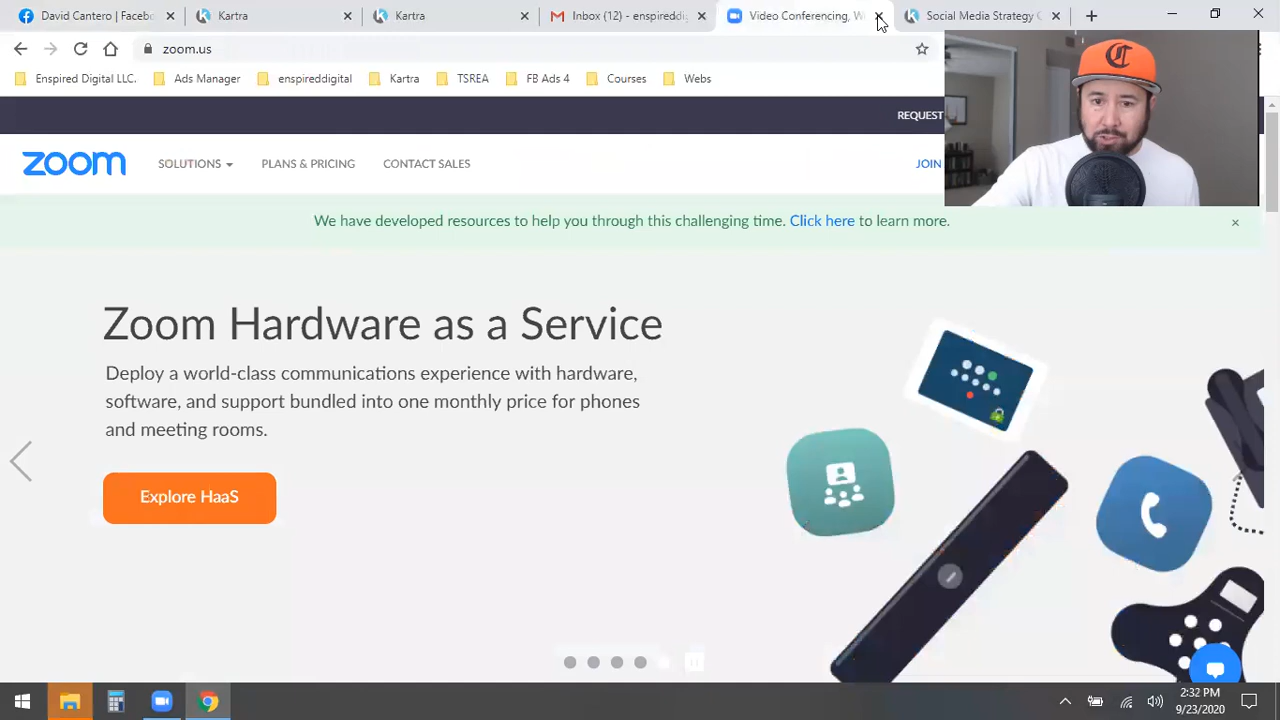 David Cantero | Facebo
Kartra
Kartra
Inbox (12) - enspireddig
Video Conferencing, W
Social Media Strategy C
zoom.us
Enspired Digital LLC.
Ads Manager
enspireddigital
Kartra
TSREA
FB Ads 4
Courses
Webs
REQUEST
zoom
SOLUTIONS
PLANS & PRICING
CONTACT SALES
JOIN
We have developed resources to help you through this challenging time. Click here to learn more.
Zoom Hardware as a Service
Deploy a world-class communications experience with hardware,
software, and support bundled into one monthly price for phones
and meeting rooms.
Explore HaaS
2:32 PM
9/23/2020